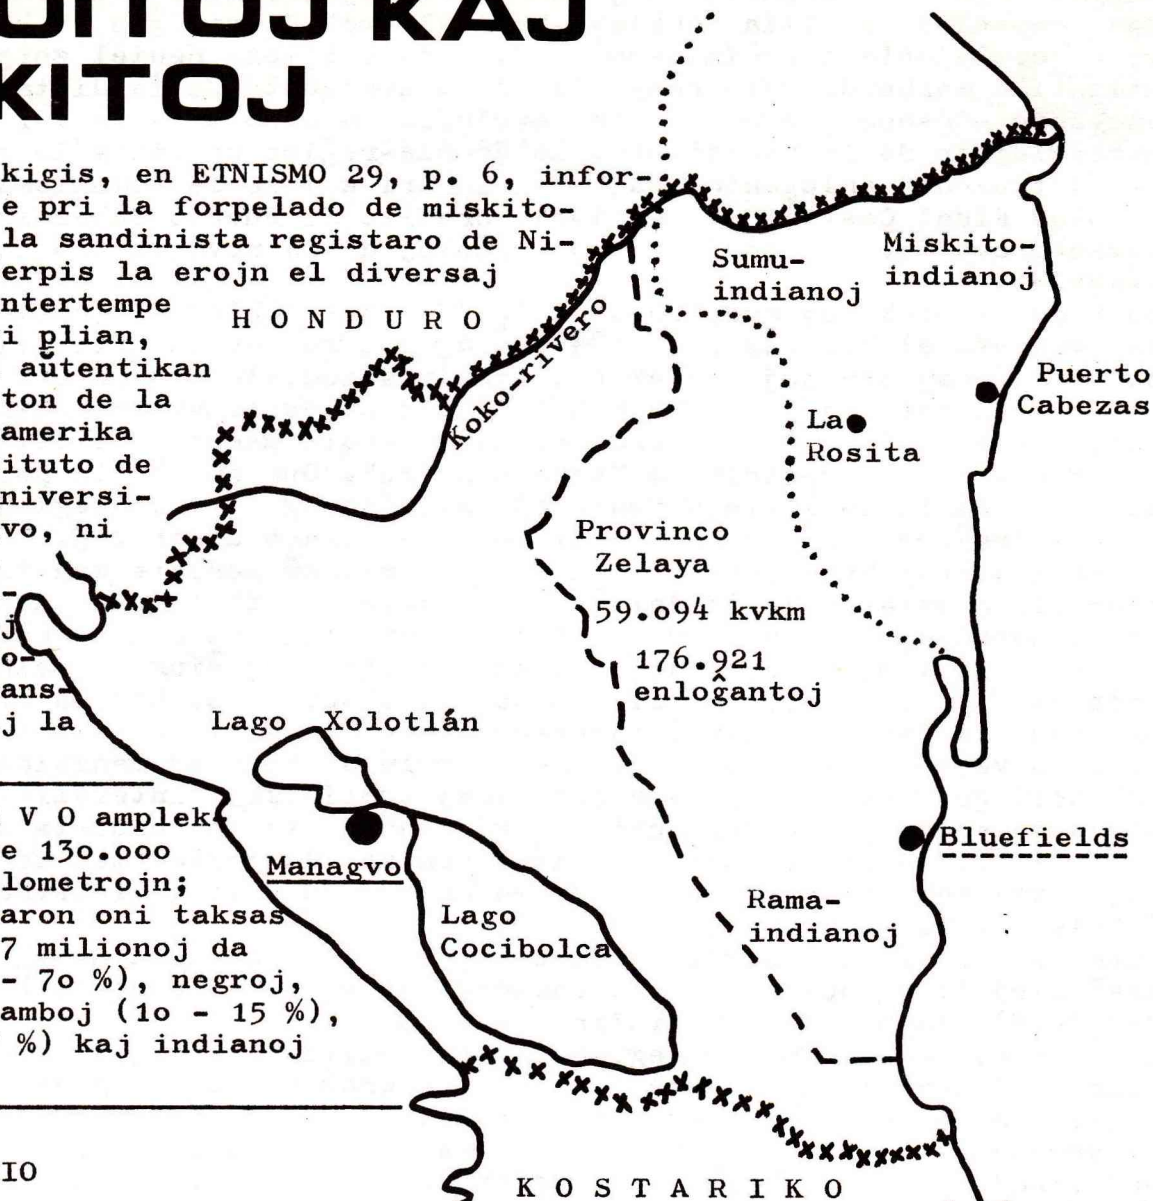 OITOJ KAJ
KITOJ
kigis, en ETNISMO 29, p. 6, infor-
e pri la forpelado de miskito-
la sandinista registaro de Ni-
erpis la erojn el diversaj
ntertempe
i plian,
aŭtentikan
ton de la
amerika
ituto de
niversi-
vo, ni
-
j
o-
ans-
j la
V O amplek-
e 13o.ooo
lometrojn;
aron oni taksas
7 milionoj da
- 7o %), negroj,
amboj (1o - 15 %),
%) kaj indianoj
IO
H O N D U R O
Koko-rivero
Sumu-
indianoj
Miskito-
indianoj
Puerto
Cabezas
La
Rosita
Provinco
Zelaya
59.o94 kvkm
176.921
enloĝantoj
Lago Xolotlán
Managvo
Lago
Cocibolca
Bluefields
Rama-
indianoj
K O S T A R I K O